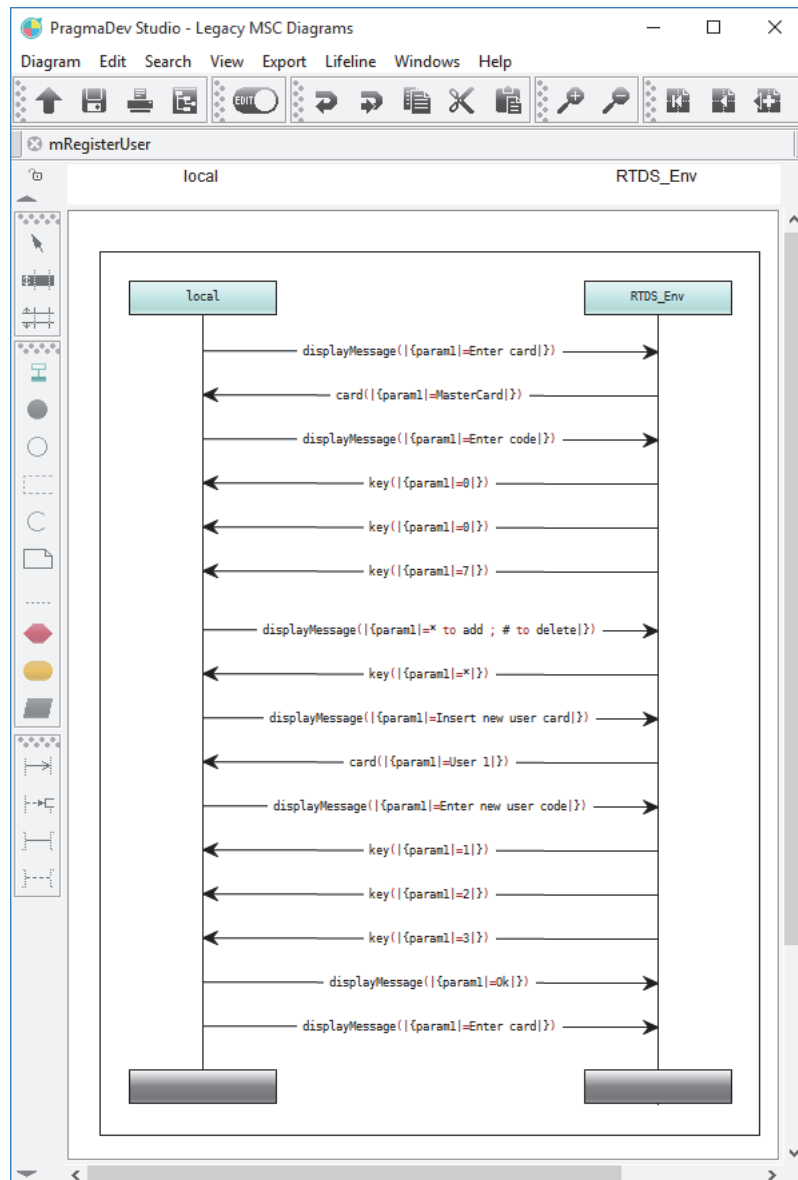 PragmaDev Studio - Legacy MSC Diagrams
Diagram Edit Search View Export Lifeline Windows Help
EDIT
mRegisterUser
local RTDS_Env
local RTDS_Env
displayMessage(|{param1|=Enter card|})
card(|{param1|=MasterCard|})
displayMessage(|{param1|=Enter code|})
key(|{param1|=0|})
key(|{param1|=0|})
key(|{param1|=7|})
displayMessage(|{param1|=* to add ; # to delete|})
key(|{param1|=*|})
displayMessage(|{param1|=Insert new user card|})
card(|{param1|=User 1|})
displayMessage(|{param1|=Enter new user code|})
key(|{param1|=1|})
key(|{param1|=2|})
key(|{param1|=3|})
displayMessage(|{param1|=Ok|})
displayMessage(|{param1|=Enter card|})